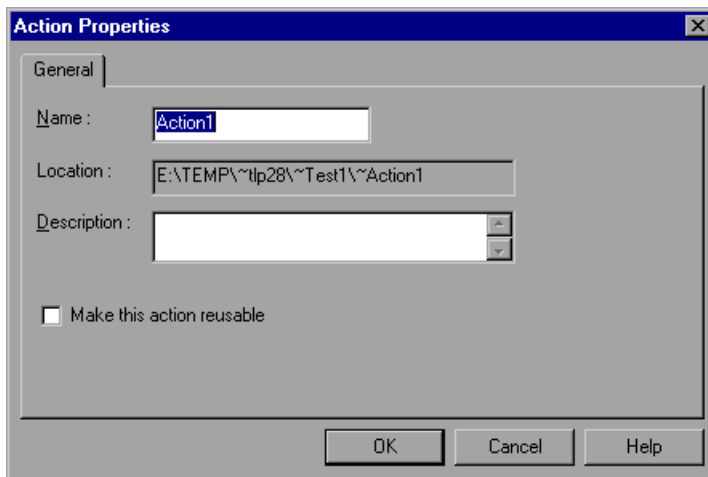 Action Properties
General
Name :
Action1
Location :
E:\TEMP\~tlp28\~Test1\~Action1
Description :
Make this action reusable
OK Cancel Help